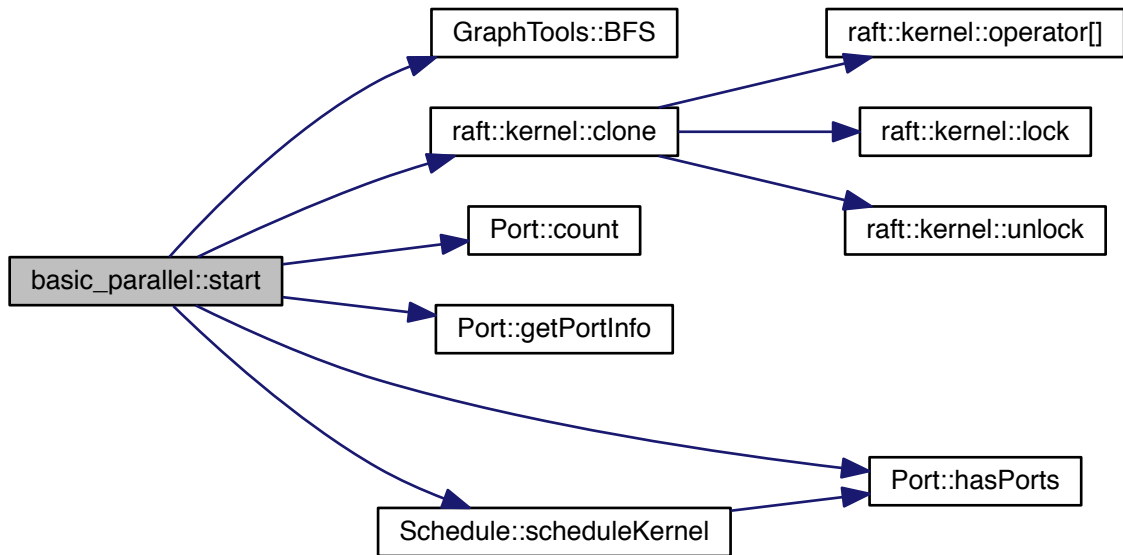 GraphTools::BFS
raft::kernel::operator[]
raft::kernel::clone
raft::kernel::lock
Port::count
raft::kernel::unlock
basic_parallel::start
Port::getPortInfo
Port::hasPorts
Schedule::scheduleKernel